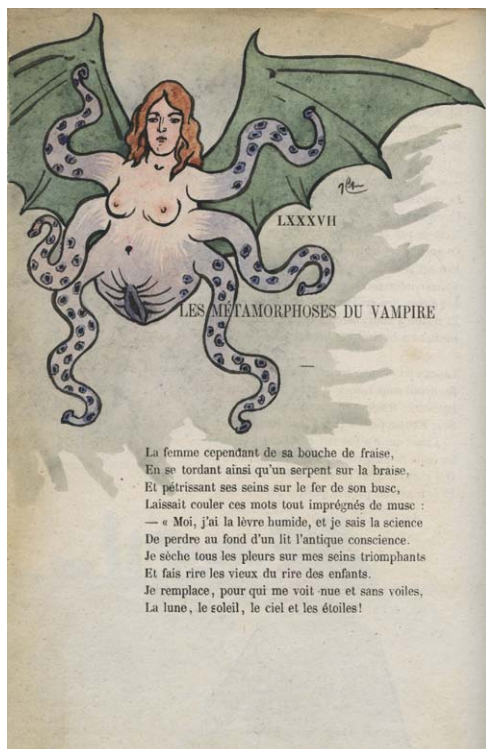 LXXXVII
LES MÉTAMORPHOSES DU VAMPIRE
La femme cependant de sa bouche de fraise,
En se tordant ainsi qu'un serpent sur la braise,
Et pétrissant ses seins sur le fer de son busc,
Laissait couler ces mots tout imprégnés de musc :
— « Moi, j'ai la lèvre humide, et je sais la science
De perdre au fond d'un lit l'antique conscience.
Je sèche tous les pleurs sur mes seins triomphants
Et fais rire les vieux du rire des enfants.
Je remplace, pour qui me voit nue et sans voiles,
La lune, le soleil, le ciel et les étoiles!